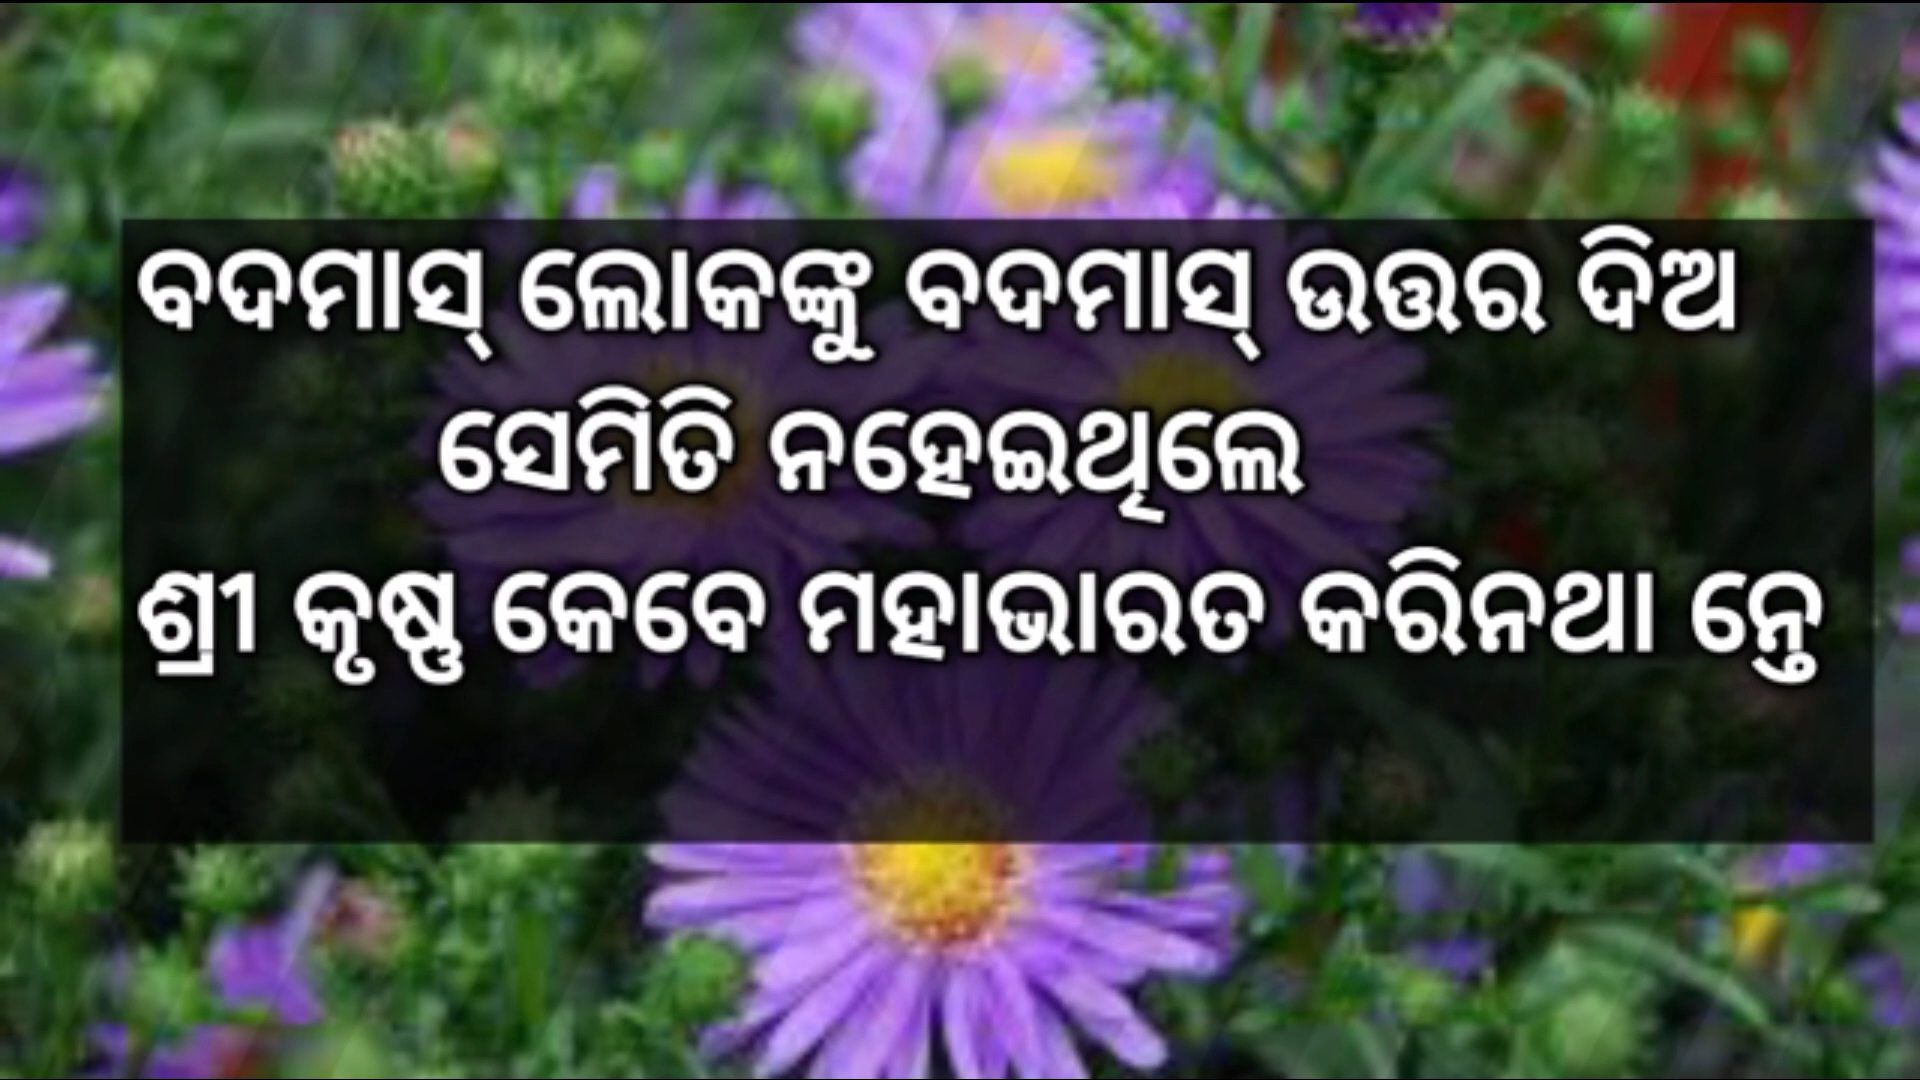 ବଦମାସ୍ ଲୋକଙ୍କୁ ବଦମାସ୍ ଉତ୍ତର ଦିଅ
ସେମିତି ନହେଇଥିଲେ
ଶ୍ରୀ କୃଷ୍ଣ କେବେ ମହାଭାରତ କରିନଥା ନ୍ତେ